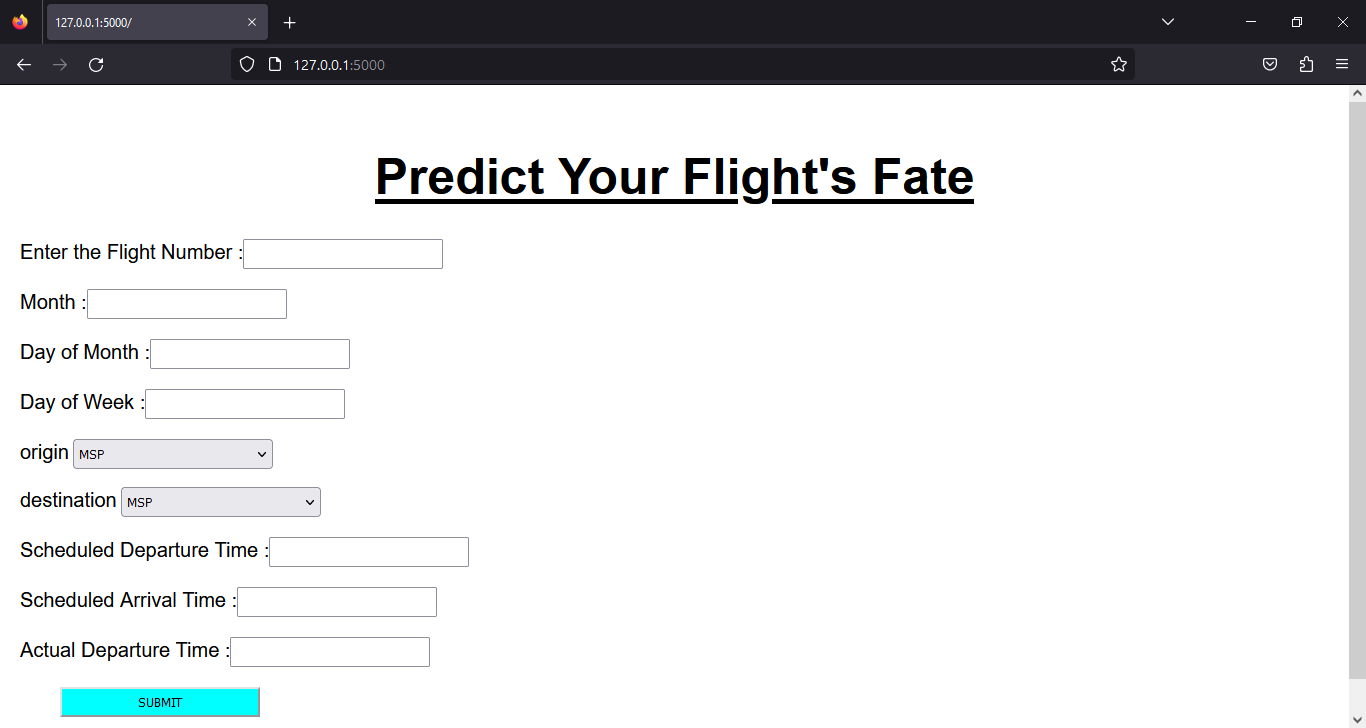 127.0.0.1:5000/
127.0.0.1:5000
Predict Your Flight's Fate
Enter the Flight Number :
Month :
Day of Month :
Day of Week :
origin MSP
destination MSP
Scheduled Departure Time :
Scheduled Arrival Time :
Actual Departure Time :
SUBMIT